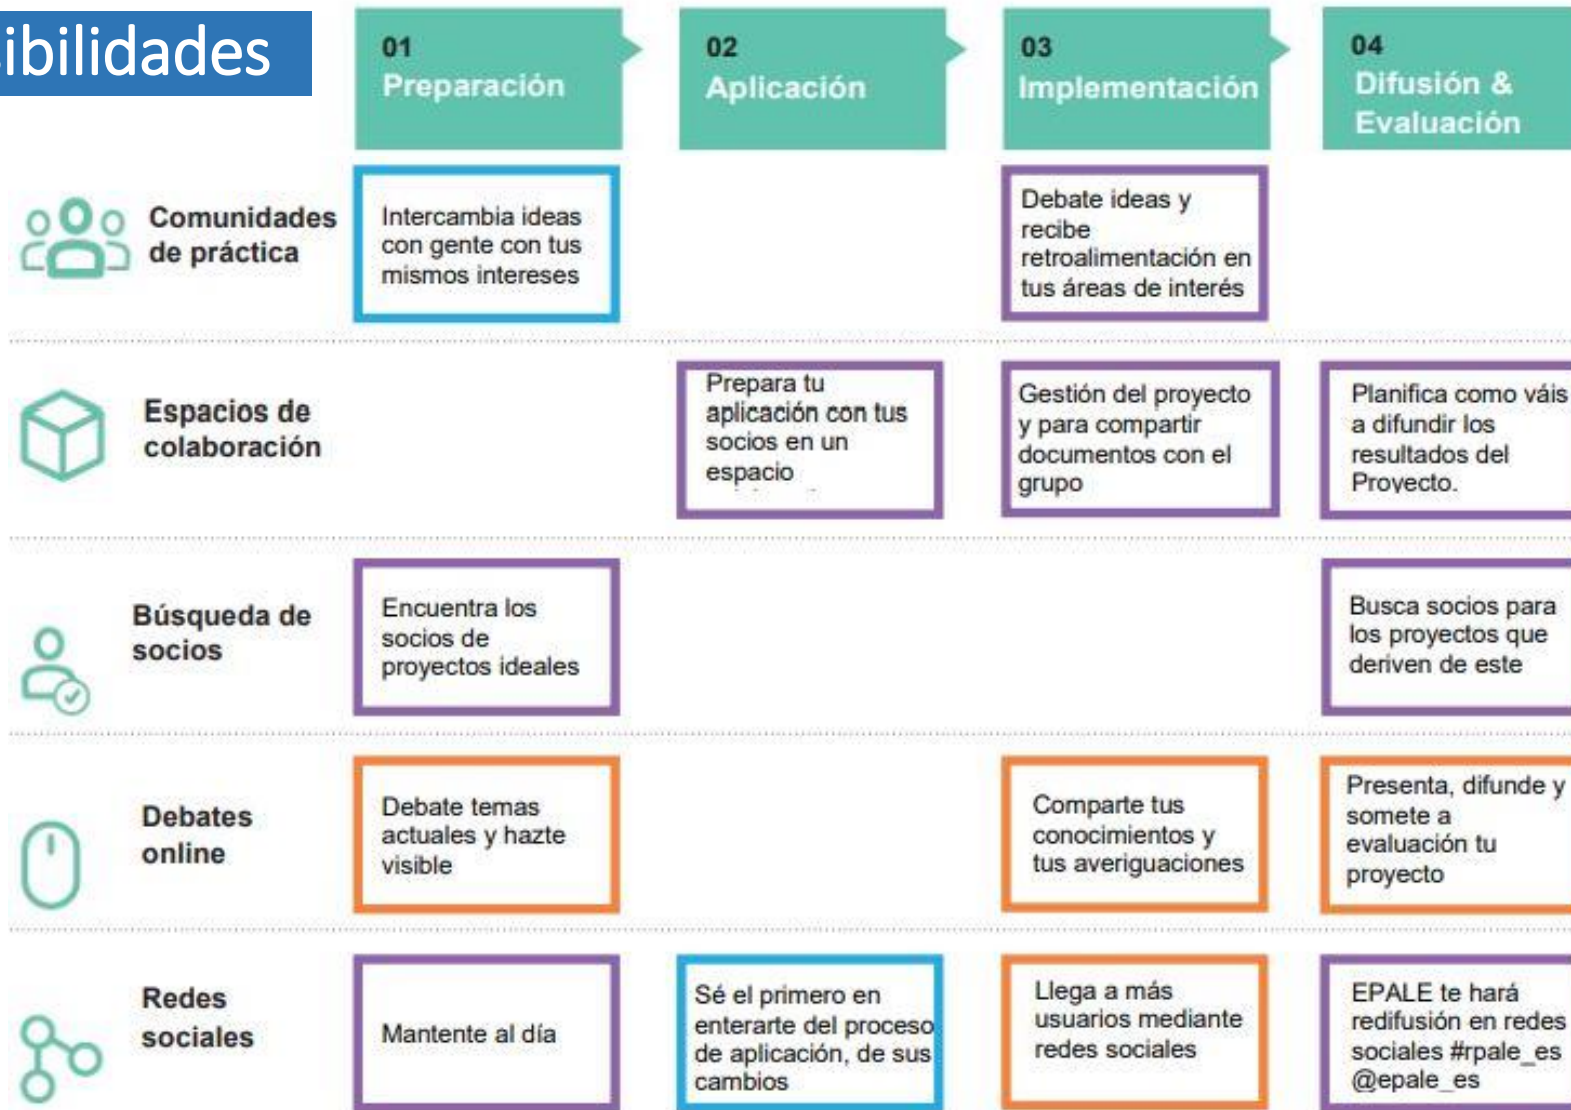 ibilidades
01
Preparación
02
Aplicación
03
Implementación
04
Difusión &
Evaluación
Comunidades
de práctica
Intercambia ideas
con gente con tus
mismos intereses
Debate ideas y
recibe
retroalimentación en
tus áreas de interés
Espacios de
colaboración
Prepara tu
aplicación con tus
socios en un
espacio
Gestión del proyecto
y para compartir
documentos con el
grupo
Planifica como váis
a difundir los
resultados del
Proyecto.
Búsqueda de
socios
Encuentra los
socios de
proyectos ideales
Busca socios para
los proyectos que
deriven de este
Debates
online
Debate temas
actuales y hazte
visible
Comparte tus
conocimientos y
tus averiguaciones
Presenta, difunde y
somete a
evaluación tu
proyecto
Redes
sociales
Mantente al día
Sé el primero en
enterarte del proceso
de aplicación, de sus
cambios
Llega a más
usuarios mediante
redes sociales
EPALE te hará
redifusión en redes
sociales #rpale_es
@epale_es